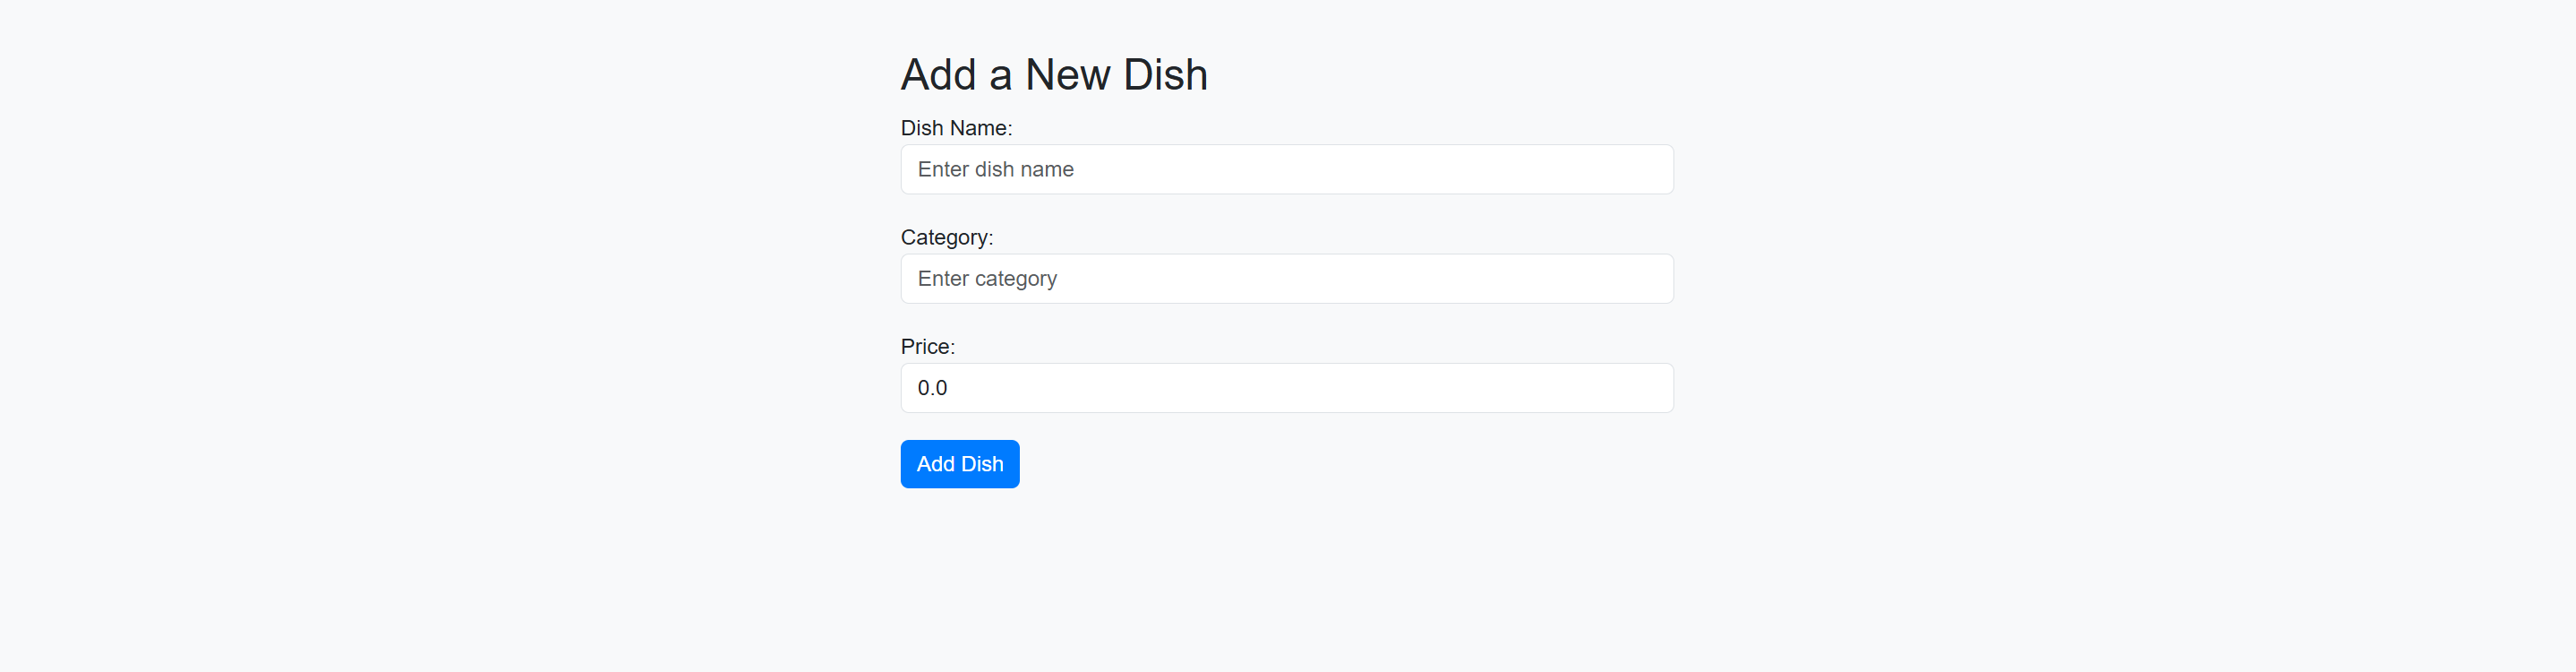 Add a New Dish
Dish Name:
Enter dish name
Category:
Enter category
Price:
0.0
Add Dish